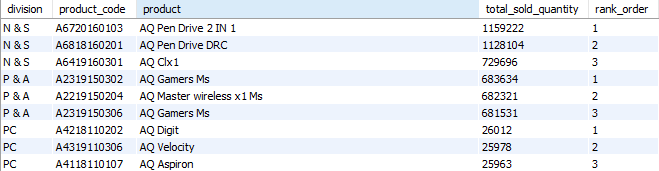 division product_code product total_sold_quantity rank_order
N & S A6720160103 AQ Pen Drive 2 IN 1 1159222 1
N & S A6818160201 AQ Pen Drive DRC 1128104 2
N & S A6419160301 AQ Clx1 729696 3
P & A A2319150302 AQ Gamers Ms 683634 1
P & A A2219150204 AQ Master wireless x1 Ms 682321 2
P & A A2319150306 AQ Gamers Ms 681531 3
PC A4218110202 AQ Digit 26012 1
PC A4319110306 AQ Velocity 25978 2
PC A4118110107 AQ Aspiron 25963 3